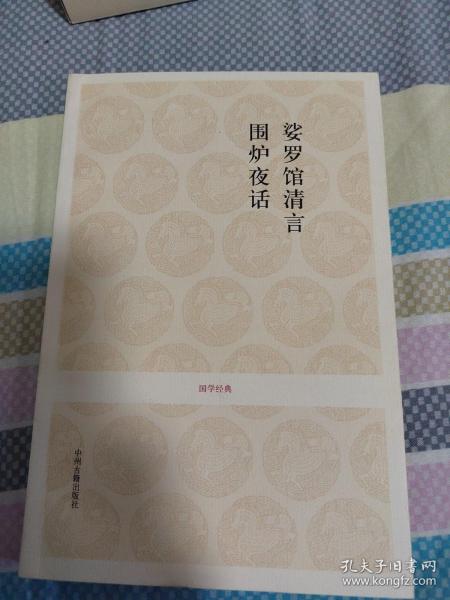 娑罗馆清言
围炉夜话
国学经典
中州古籍出版社
孔夫子旧书网
www.kongfz.com